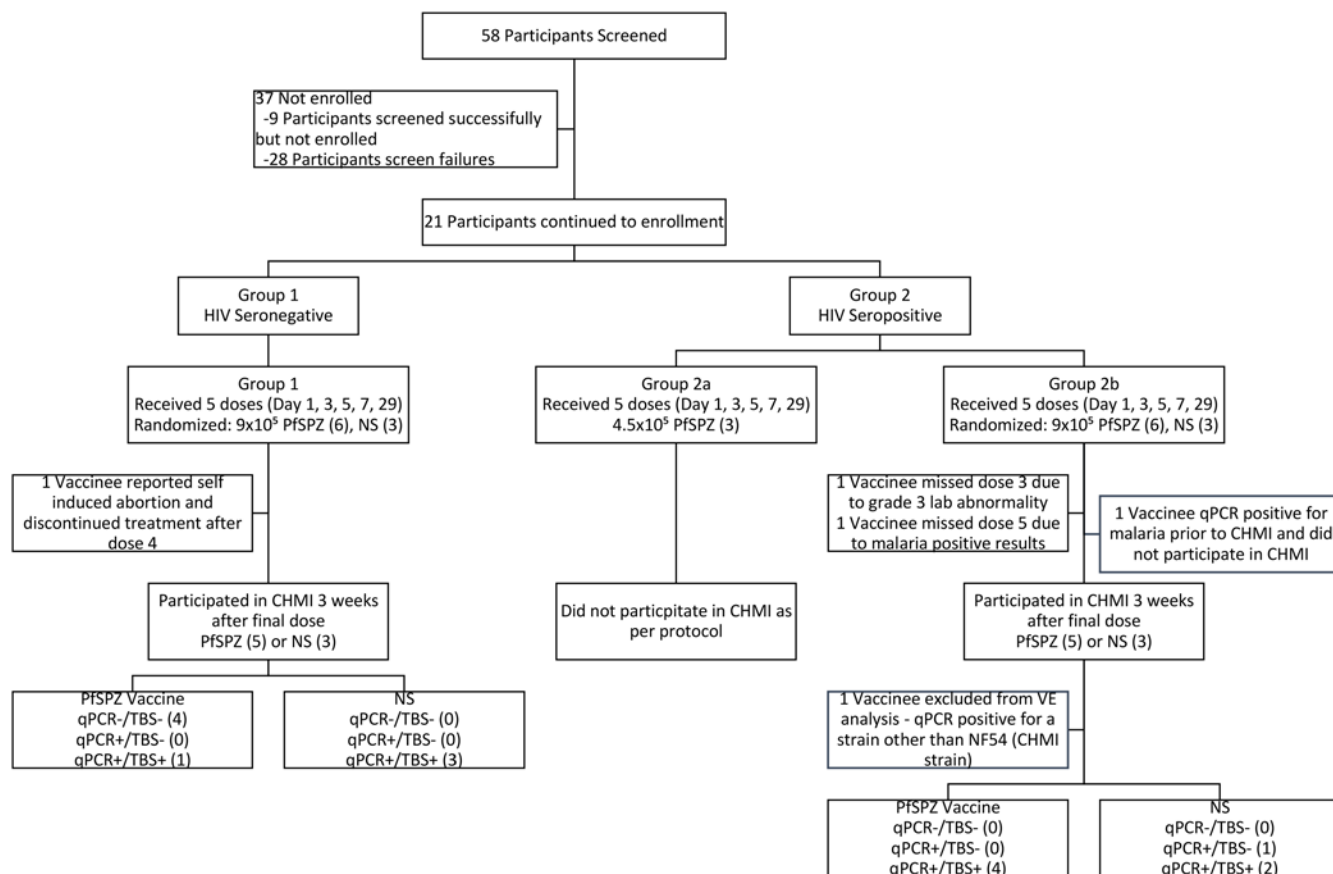 58 Participants Screened
37 Not enrolled
-9 Participants screened successfully
but not enrolled
-28 Participants screen failures
21 Participants continued to enrollment
Group 1
HIV Seronegative
Group 2
HIV Seropositive
Group 1
Received 5 doses (Day 1, 3, 5, 7, 29)
Randomized: 9x10⁵ PfSPZ (6), NS (3)
Group 2a
Received 5 doses (Day 1, 3, 5, 7, 29)
4.5x10⁵ PfSPZ (3)
Group 2b
Received 5 doses (Day 1, 3, 5, 7, 29)
Randomized: 9x10⁵ PfSPZ (6), NS (3)
1 Vaccinee reported self
induced abortion and
discontinued treatment after
dose 4
1 Vaccinee missed dose 3 due
to grade 3 lab abnormality
1 Vaccinee missed dose 5 due
to malaria positive results
1 Vaccinee qPCR positive for
malaria prior to CHMI and did
not participate in CHMI
Participated in CHMI 3 weeks
after final dose
PfSPZ (5) or NS (3)
Did not particpitate in CHMI as
per protocol
Participated in CHMI 3 weeks
after final dose
PfSPZ (5) or NS (3)
PfSPZ Vaccine
qPCR-/TBS- (4)
qPCR+/TBS- (0)
qPCR+/TBS+ (1)
NS
qPCR-/TBS- (0)
qPCR+/TBS- (0)
qPCR+/TBS+ (3)
1 Vaccinee excluded from VE
analysis - qPCR positive for a
strain other than NF54 (CHMI
strain)
PfSPZ Vaccine
qPCR-/TBS- (0)
qPCR+/TBS- (0)
qPCR+/TBS+ (4)
NS
qPCR-/TBS- (0)
qPCR+/TBS- (1)
qPCR+/TBS+ (2)